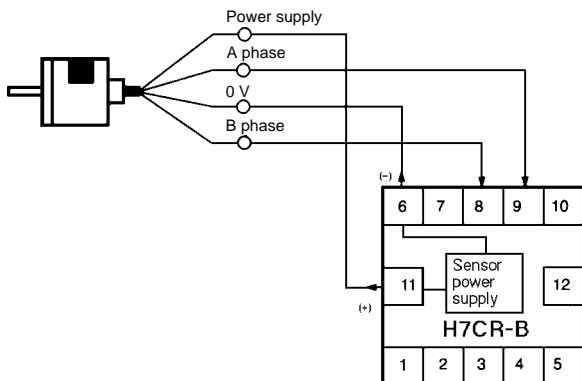 Power supply
A phase
0 V
B phase
(−)
6 7 8 9 10
11 Sensor power supply 12
(+)
H7CR-B
1 2 3 4 5